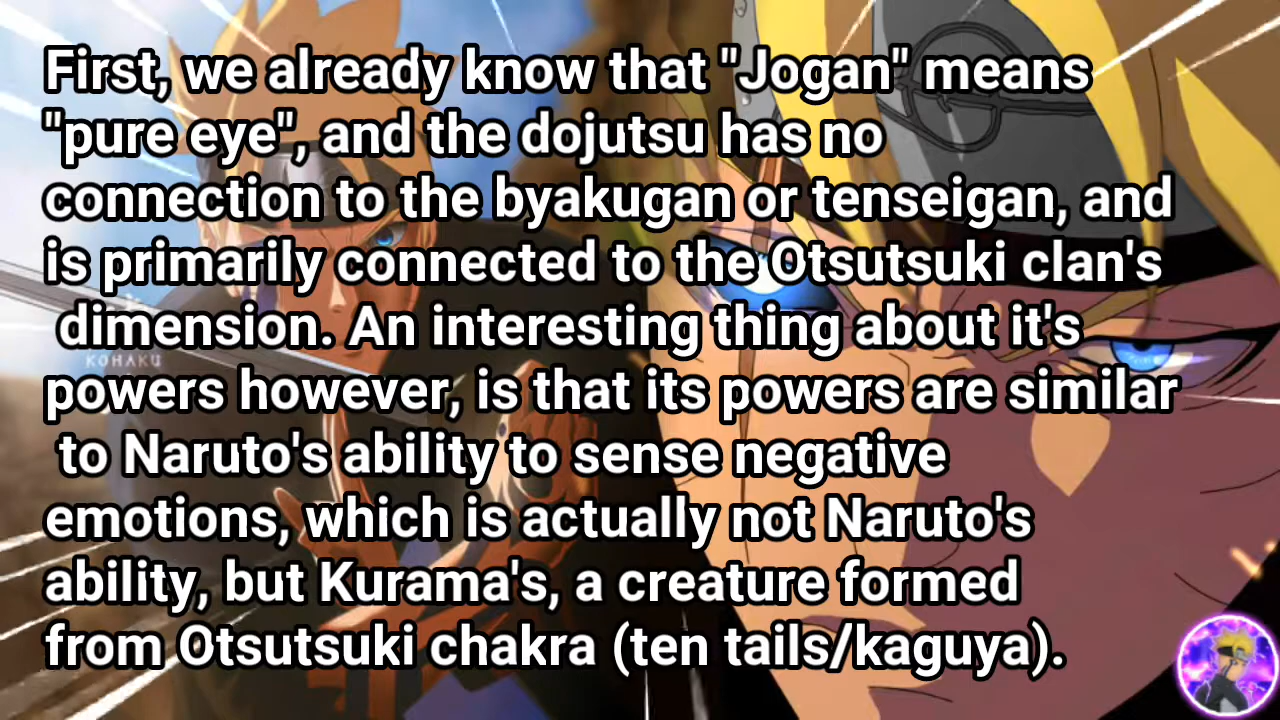 First, we already know that "Jogan" means
"pure eye", and the dojutsu has no
connection to the byakugan or tenseigan, and
is primarily connected to the Otsutsuki clan's
dimension. An interesting thing about it's
powers however, is that its powers are similar
to Naruto's ability to sense negative
emotions, which is actually not Naruto's
ability, but Kurama's, a creature formed
from Otsutsuki chakra (ten tails/kaguya).
KOHAKU